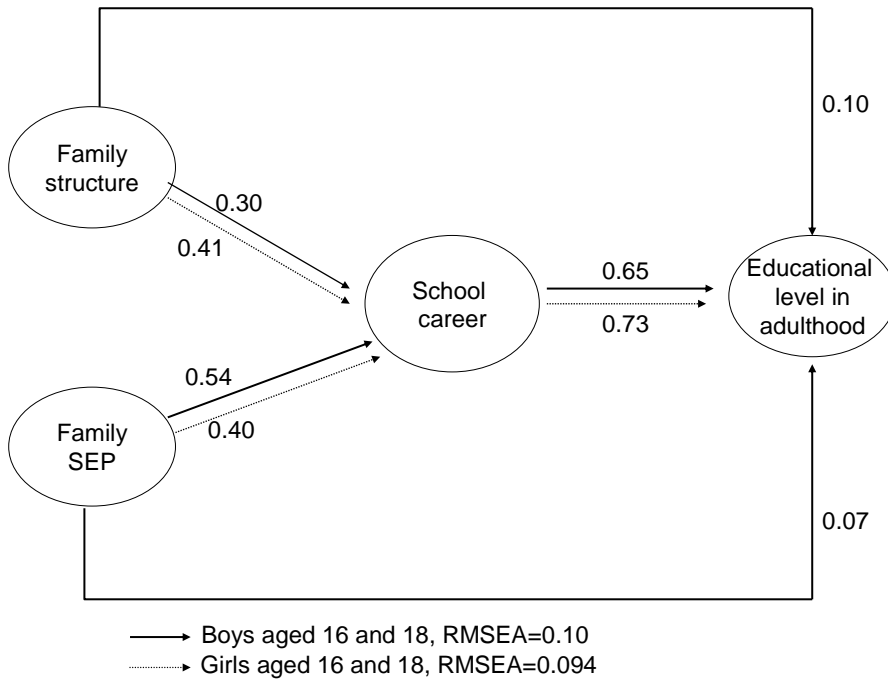 0.10
Family
structure
0.30
0.41
School
career
0.65
0.73
Educational
level in
adulthood
0.54
0.40
Family
SEP
0.07
Boys aged 16 and 18, RMSEA=0.10
Girls aged 16 and 18, RMSEA=0.094